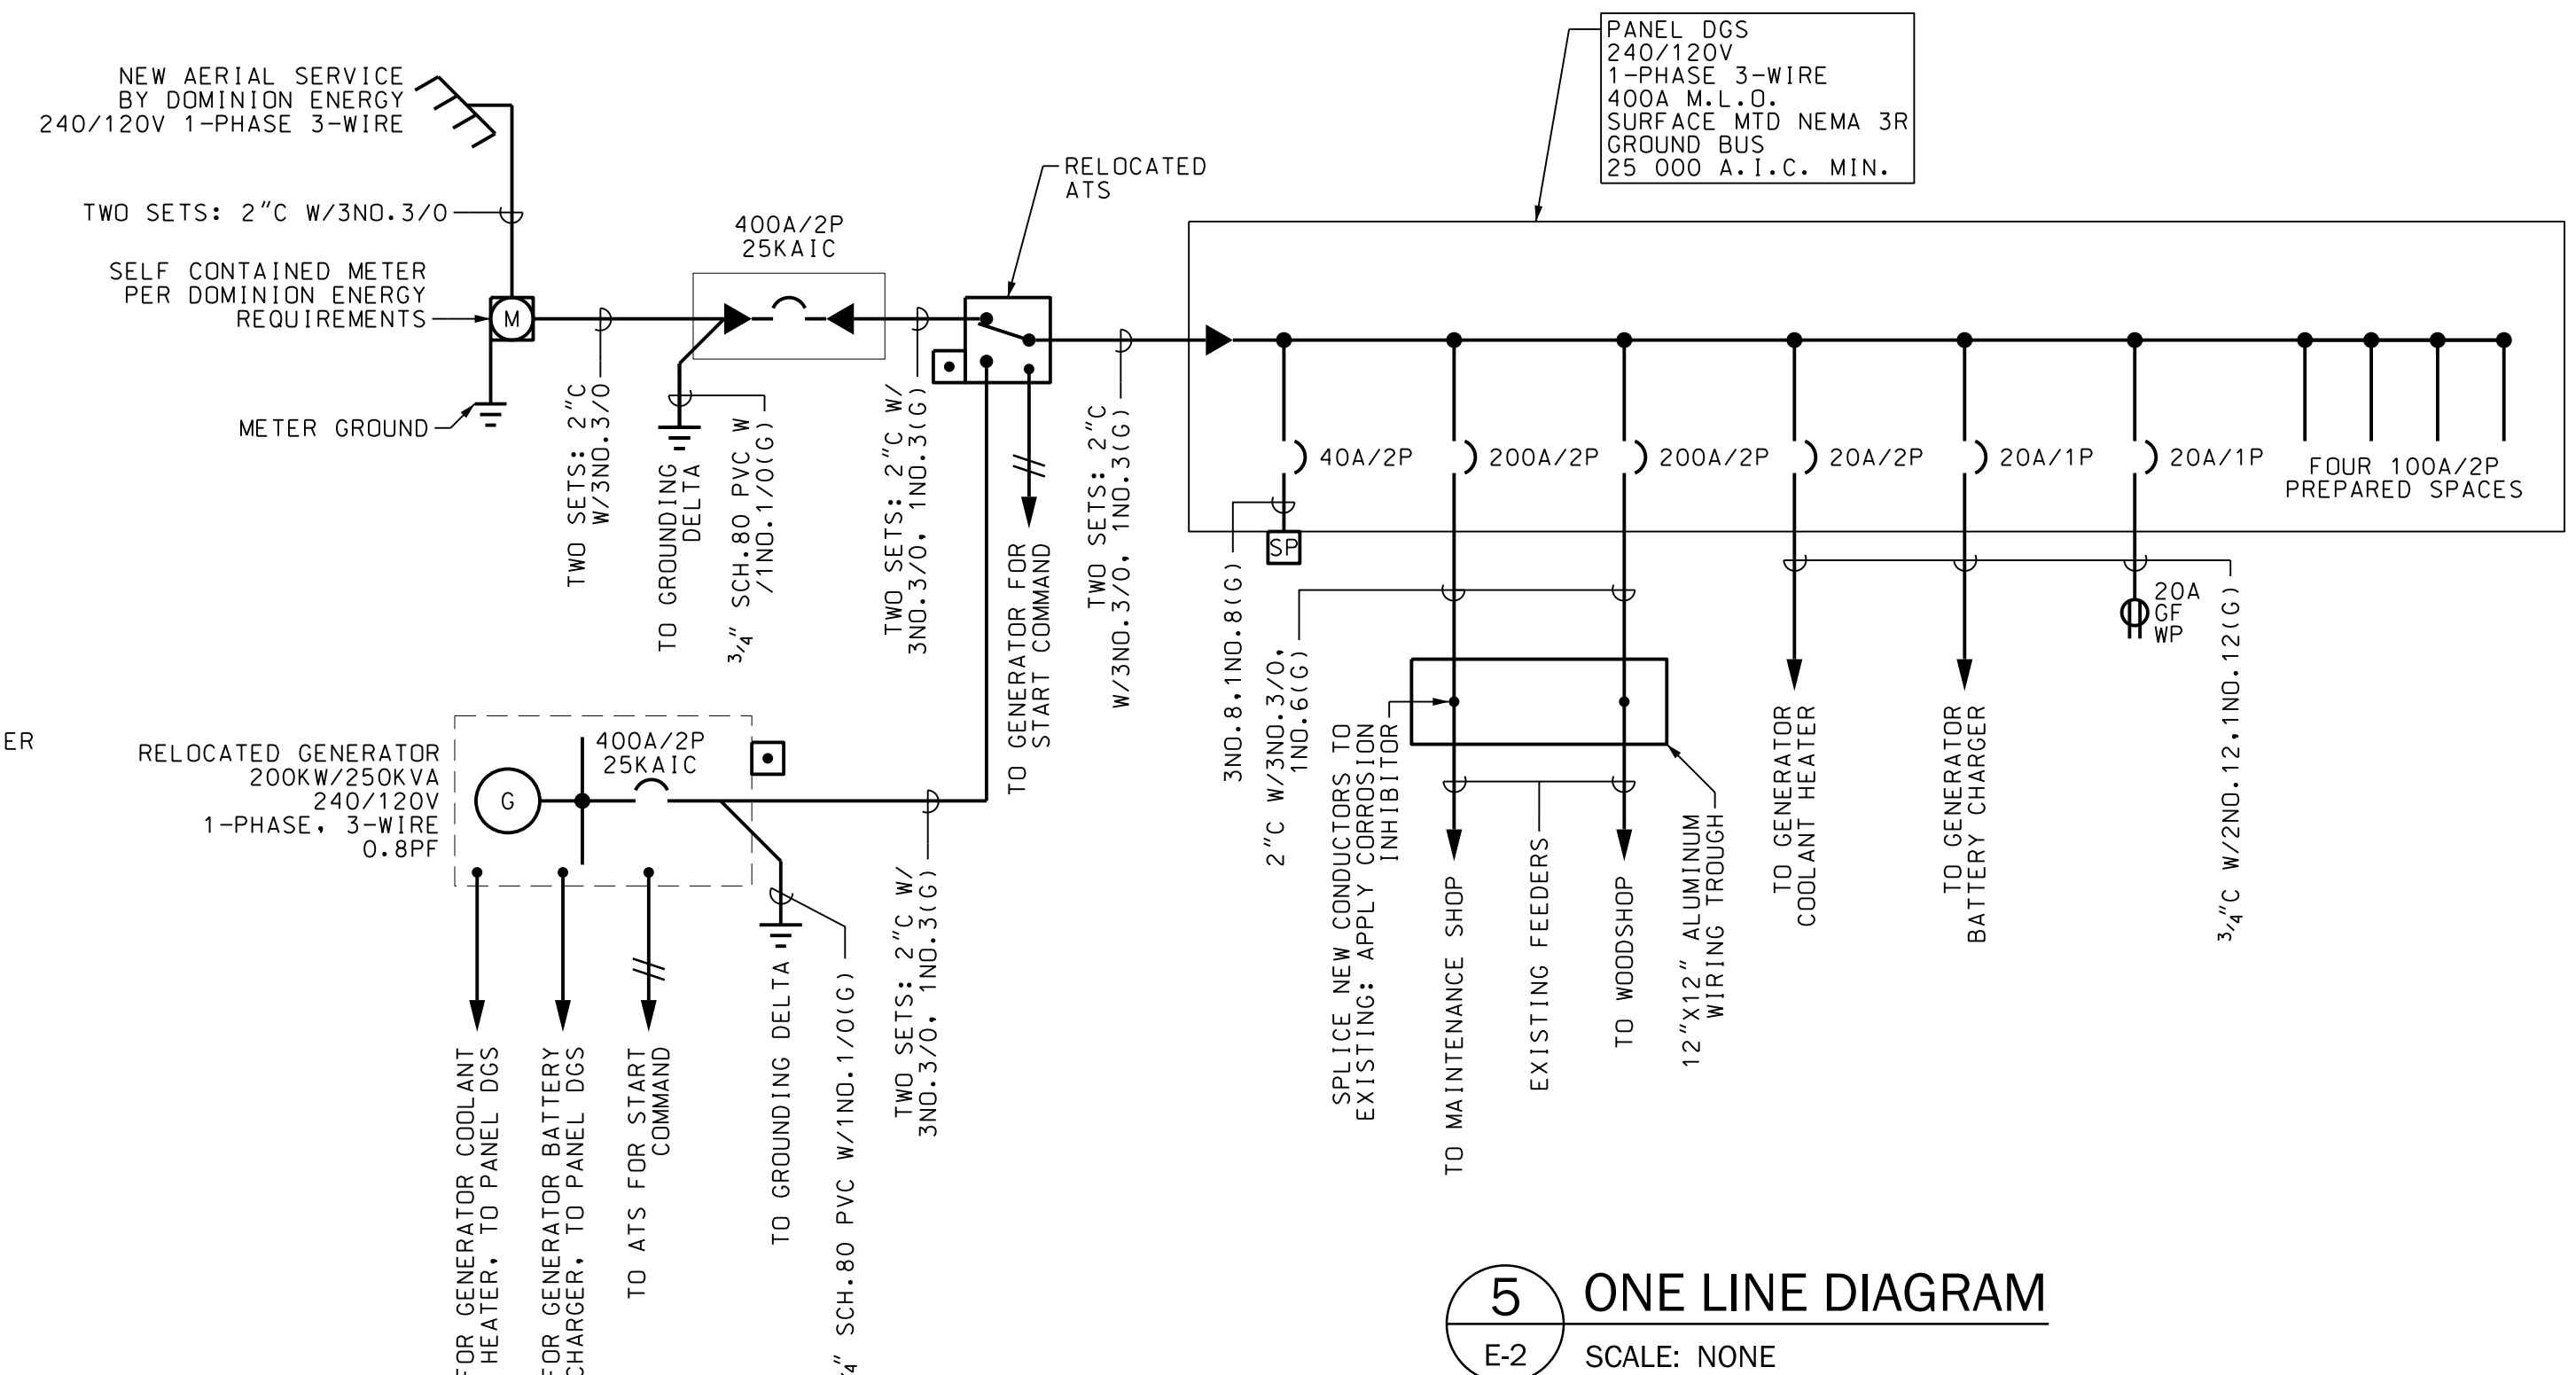 NEW AERIAL SERVICE
BY DOMINION ENERGY
240/120V 1-PHASE 3-WIRE
TWO SETS: 2"C W/3NO.3/0
SELF CONTAINED METER
PER DOMINION ENERGY
REQUIREMENTS
M
METER GROUND
TWO SETS: 2"C
W/3NO.3/0
400A/2P
25KAIC
TO GROUNDING
DELTA
3/4" SCH.80 PVC W
/1NO.1/0(G)
TWO SETS: 2"C W/
3NO.3/0, 1NO.3(G)
RELOCATED
ATS
TO GENERATOR FOR
START COMMAND
TWO SETS: 2"C
W/3NO.3/0, 1NO.3(G)
PANEL DGS
240/120V
1-PHASE 3-WIRE
400A M.L.O.
SURFACE MTD NEMA 3R
GROUND BUS
25 000 A.I.C. MIN.
40A/2P
200A/2P
200A/2P
20A/2P
20A/1P
20A/1P
FOUR 100A/2P
PREPARED SPACES
SP
3NO.8,1NO.8(G)
2"C W/3NO.3/0,
1NO.6(G)
20A
GF
WP
3/4"C W/2NO.12,1NO.12(G)
SPLICE NEW CONDUCTORS TO
EXISTING: APPLY CORROSION
INHIBITOR
TO MAINTENANCE SHOP
EXISTING FEEDERS
TO WOODSHOP
12"X12" ALUMINUM
WIRING TROUGH
TO GENERATOR
COOLANT HEATER
TO GENERATOR
BATTERY CHARGER
ER
RELOCATED GENERATOR
200KW/250KVA
240/120V
1-PHASE, 3-WIRE
0.8PF
G
400A/2P
25KAIC
FOR GENERATOR COOLANT
HEATER, TO PANEL DGS
FOR GENERATOR BATTERY
CHARGER, TO PANEL DGS
TO ATS FOR START
COMMAND
TO GROUNDING DELTA
/4" SCH.80 PVC W/1NO.1/0(G)
TWO SETS: 2"C W/
3NO.3/0, 1NO.3(G)
5
E-2
ONE LINE DIAGRAM
SCALE: NONE